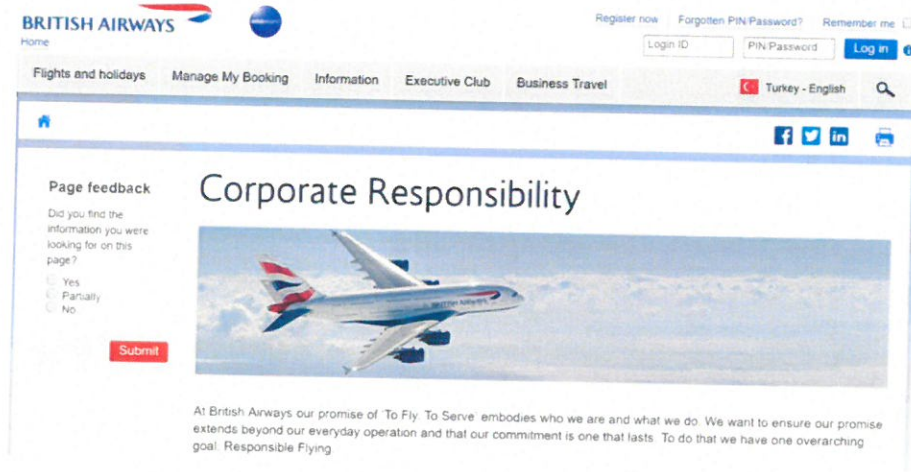 BRITISH AIRWAYS
Register now Forgotten PIN/Password? Remember me
Home
Login ID PIN/Password Log in
Flights and holidays Manage My Booking Information Executive Club Business Travel Turkey - English
Page feedback
Did you find the
information you were
looking for on this
page?
Yes
Partially
No
Submit
Corporate Responsibility
BRITISH AIRWAYS
At British Airways our promise of 'To Fly. To Serve' embodies who we are and what we do. We want to ensure our promise
extends beyond our everyday operation and that our commitment is one that lasts. To do that we have one overarching
goal: Responsible Flying